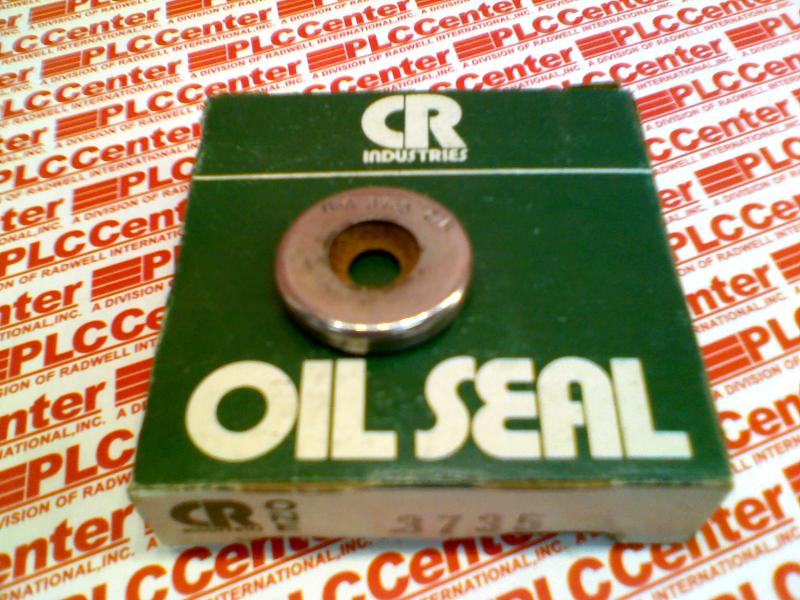 CR
INDUSTRIES
OIL SEAL
CR
3735
PLCCenter
A DIVISION OF RADWELL INTERNATIONAL, INC.